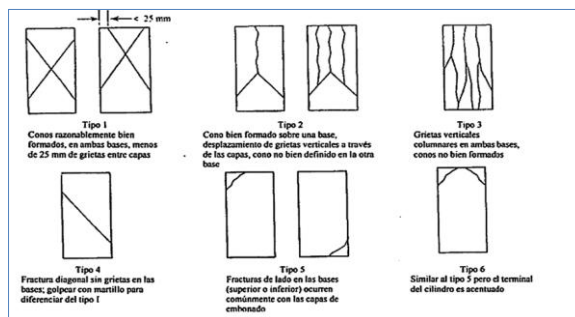 < 25 mm
Tipo 1
Conos razonablemente bien
formados, en ambas bases, menos
de 25 mm de grietas entre capas
Tipo 2
Cono bien formado sobre una base,
desplazamiento de grietas verticales a través
de las capas, cono no bien definido en la otra
base
Tipo 3
Grietas verticales
columnares en ambas bases,
conos no bien formados
Tipo 4
Fractura diagonal sin grietas en las
bases; golpear con martillo para
diferenciar del tipo I
Tipo 5
Fracturas de lado en las bases
(superior o inferior) ocurren
comúnmente con las capas de
embonado
Tipo 6
Similar al tipo 5 pero el terminal
del cilindro es acentuado